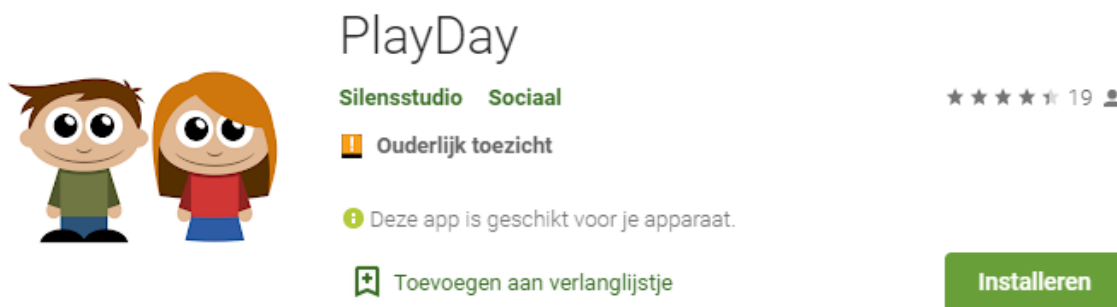 PlayDay
Silensstudio Sociaal
19
! Ouderlijk toezicht
Deze app is geschikt voor je apparaat.
Toevoegen aan verlanglijstje
Installeren